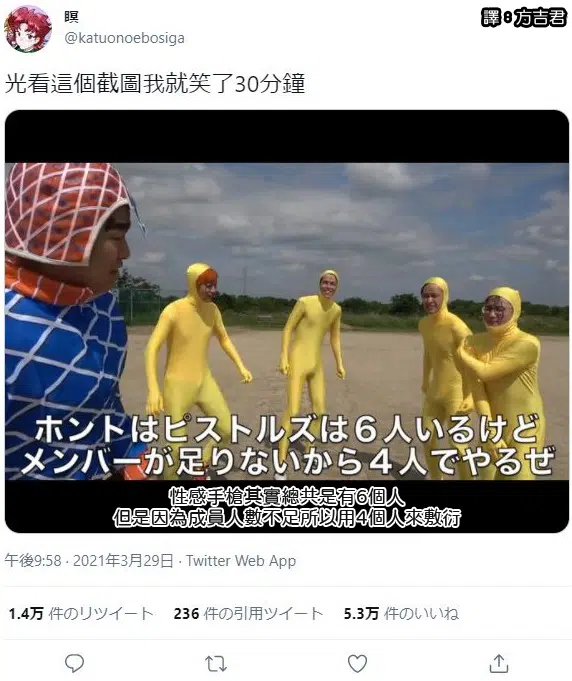 瞑
@katuonoebosiga
譯8方吉君
光看這個截圖我就笑了30分鐘
ホントはピストルズは６人いるけど
メンバーが足りないから４人でやるぜ
性感手槍其實總共是有6個人
但是因為成員人數不足所以用4個人來敷衍
午後9:58 · 2021年3月29日 · Twitter Web App
1.4万 件のリツイート 236 件の引用ツイート 5.3万 件のいいね